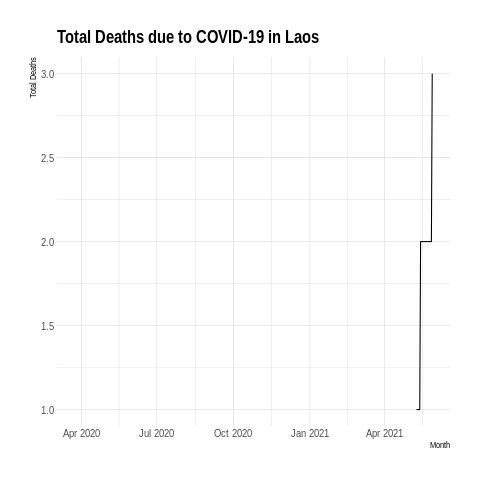 Total Deaths due to COVID-19 in Laos
Total Deaths
3.0
2.5
2.0
1.5
1.0
Apr 2020 Jul 2020 Oct 2020 Jan 2021 Apr 2021
Month